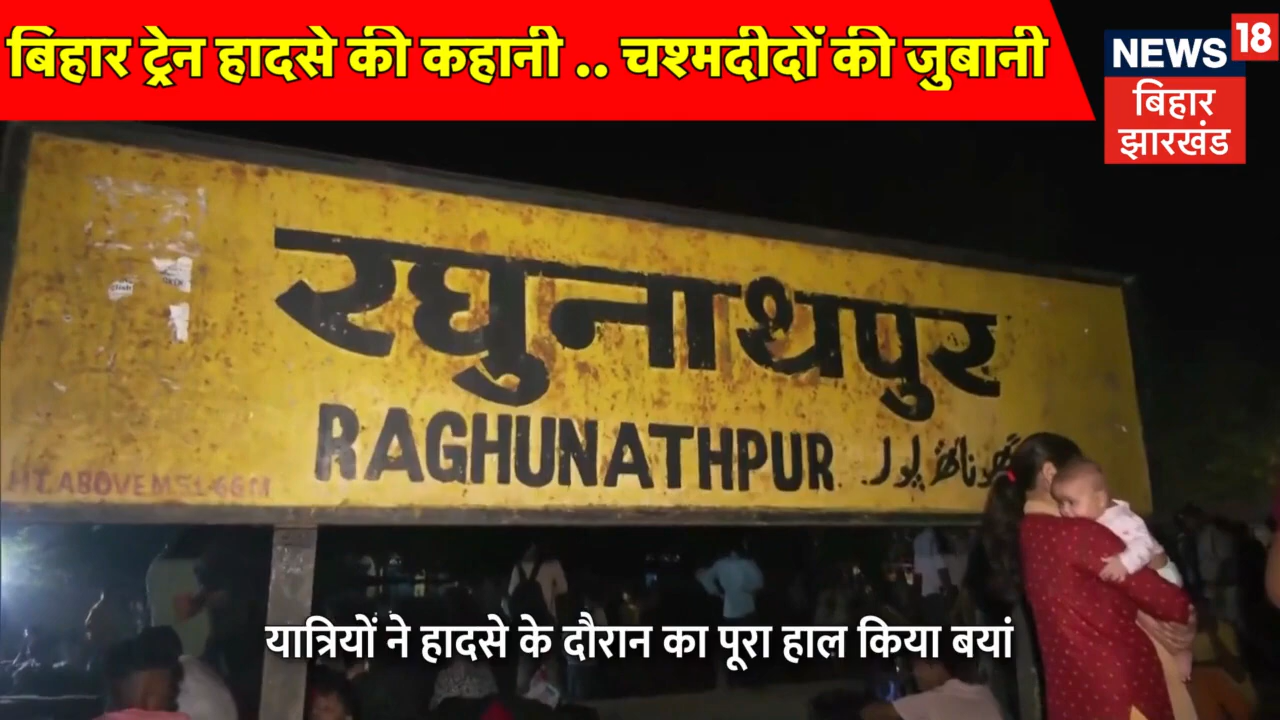 बिहार ट्रेन हादसे की कहानी .. चश्मदीदों की जुबानी
NEWS 18
बिहार
झारखंड
रघुनाथपुर
RAGHUNATHPUR
HT. ABOVE MSL
यात्रियों ने हादसे के दौरान का पूरा हाल किया बयां